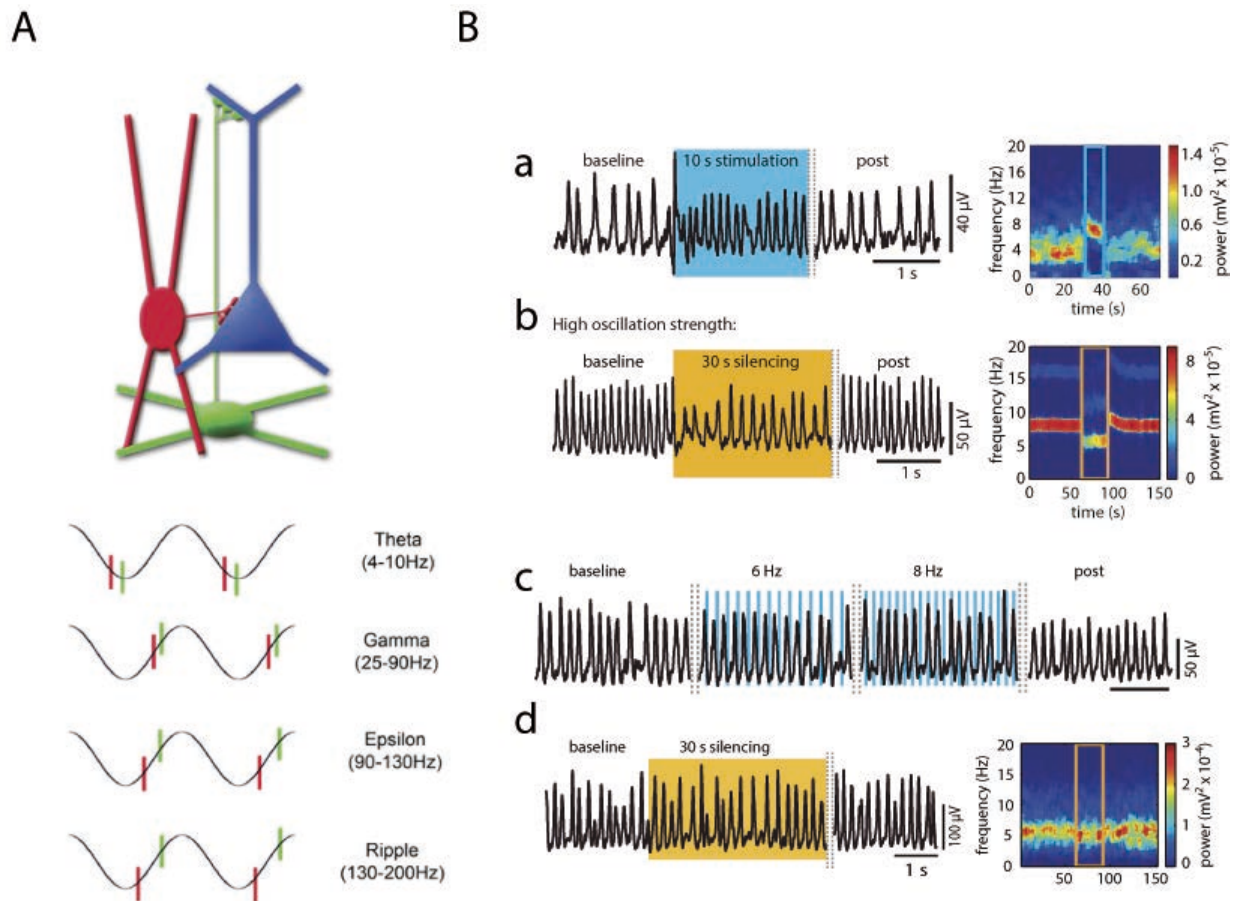 A
Theta
(4-10Hz)
Gamma
(25-90Hz)
Epsilon
(90-130Hz)
Ripple
(130-200Hz)
B
a
baseline
10 s stimulation
post
40 µV
1 s
frequency (Hz)
20
16
12
8
4
0
0 20 40 60
time (s)
1.4
1.0
0.6
0.2
power (mV² x 10⁻⁵)
b
High oscillation strength:
baseline
30 s silencing
post
50 µV
1 s
frequency (Hz)
20
15
10
5
0
0 50 100 150
time (s)
8
4
0
power (mV² x 10⁻⁵)
c
baseline
6 Hz
8 Hz
post
50 µV
d
baseline
30 s silencing
100 µV
1 s
frequency (Hz)
20
15
10
5
0
50 100 150
3
2
1
0
power (mV² x 10⁻⁴)